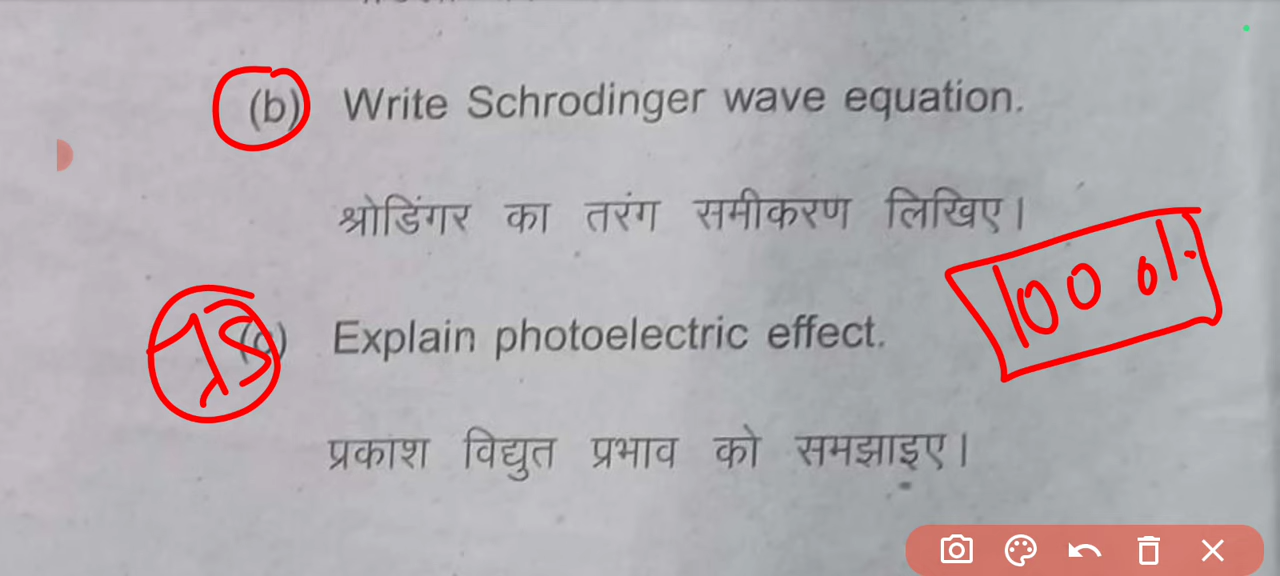 (b) Write Schrodinger wave equation.
श्रोडिंगर का तरंग समीकरण लिखिए।
100 %
(c) Explain photoelectric effect.
प्रकाश विद्युत प्रभाव को समझाइए।